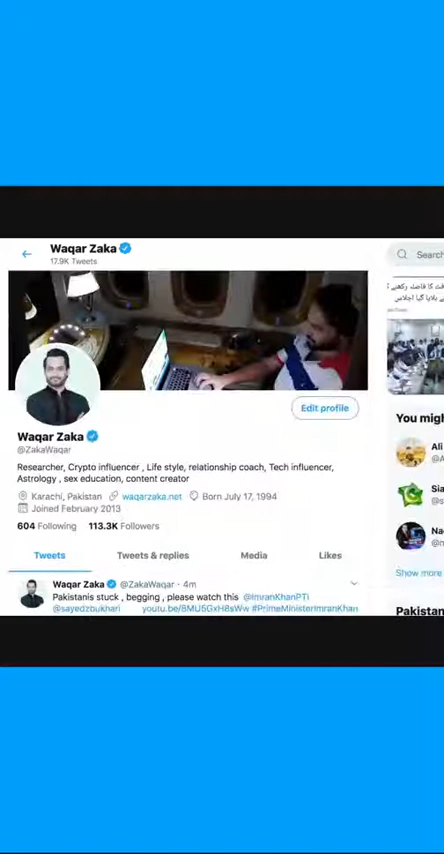 Waqar Zaka
17.9K Tweets
Search
Edit profile
Waqar Zaka
@ZakaWaqar
Researcher, Crypto influencer , Life style, relationship coach, Tech influencer,
Astrology , sex education, content creator
Karachi, Pakistan waqarzaka.net Born July 17, 1994
Joined February 2013
604 Following 113.3K Followers
Tweets Tweets & replies Media Likes
Waqar Zaka @ZakaWaqar · 4m
Pakistanis stuck , begging , please watch this @ImranKhanPTI
@sayedzbukhari youtu.be/8MU5GxH8sWw #PrimeMinisterImranKhan
You migh
Ali
@A
Sia
@s
Na
@n
Show more
Pakistan